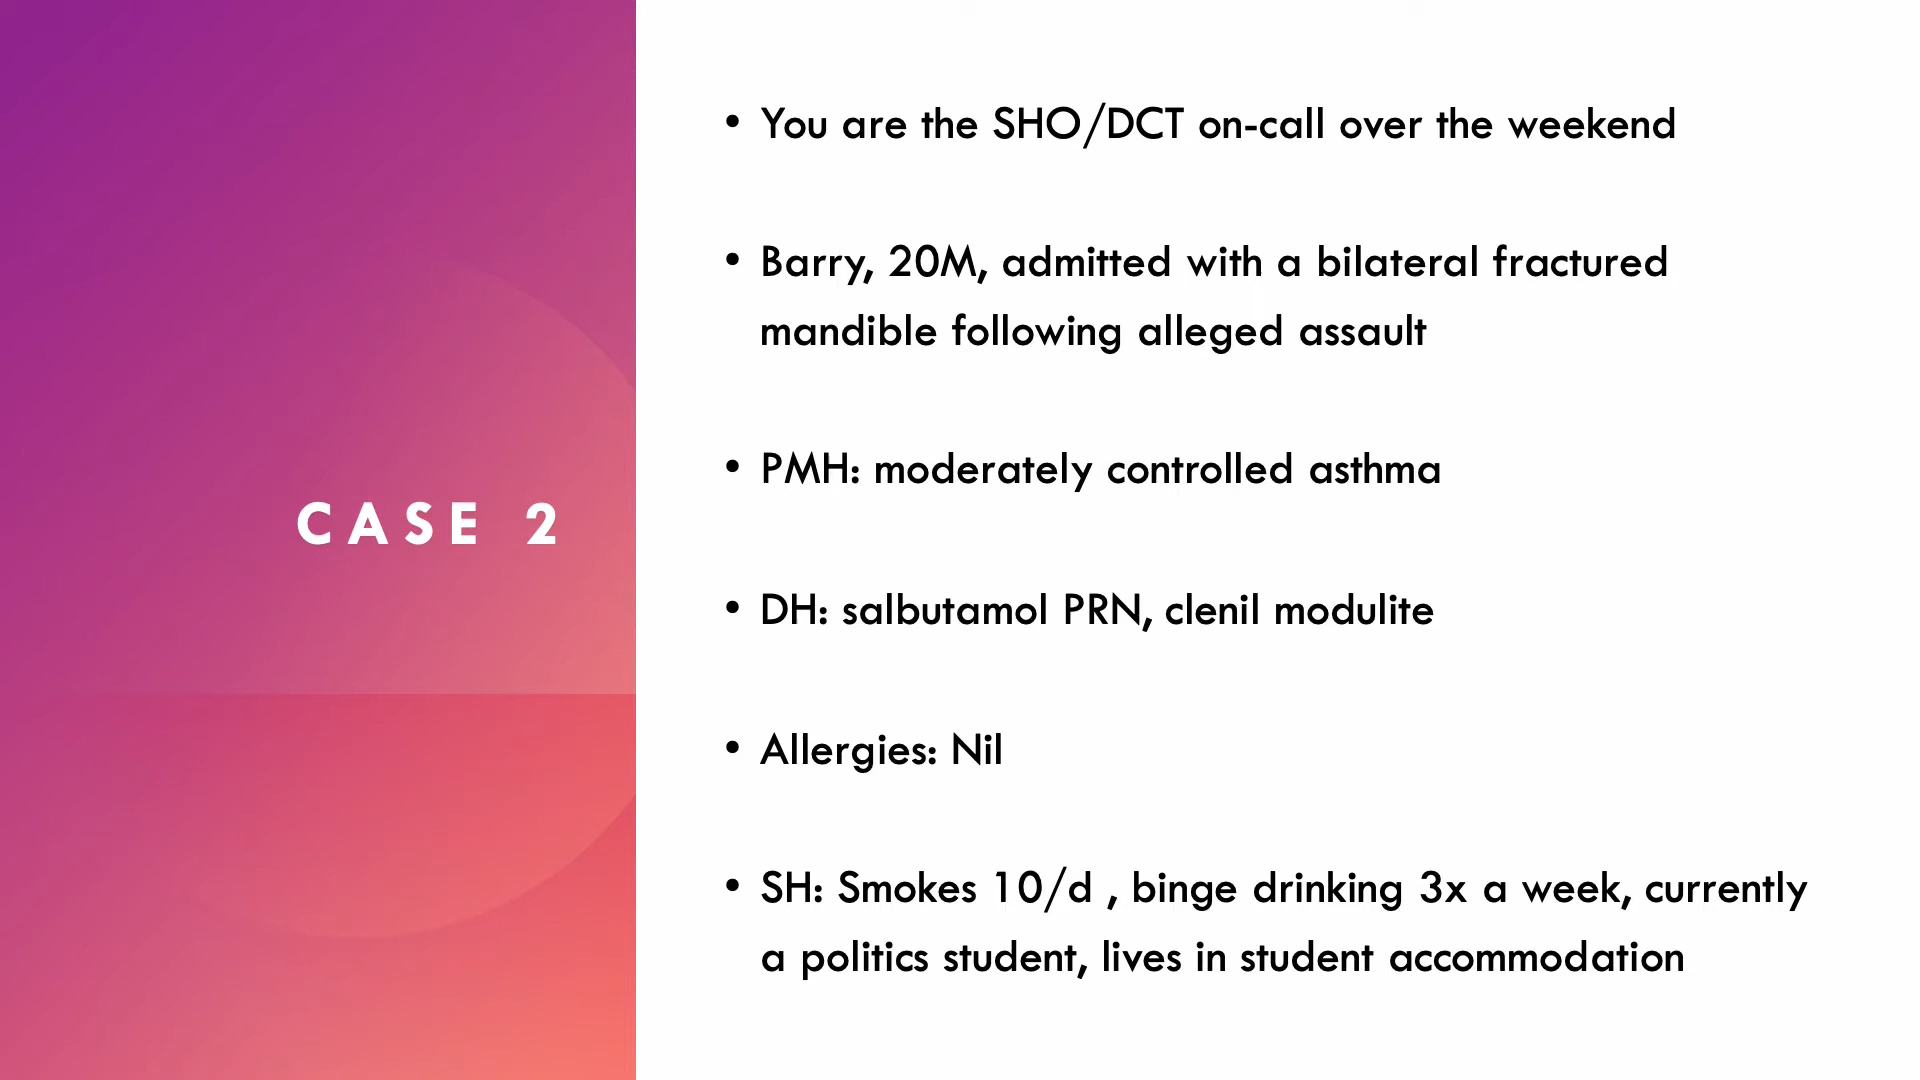 CASE 2
• You are the SHO/DCT on-call over the weekend
• Barry, 20M, admitted with a bilateral fractured
mandible following alleged assault
• PMH: moderately controlled asthma
• DH: salbutamol PRN, clenil modulite
• Allergies: Nil
• SH: Smokes 10/d , binge drinking 3x a week, currently
a politics student, lives in student accommodation